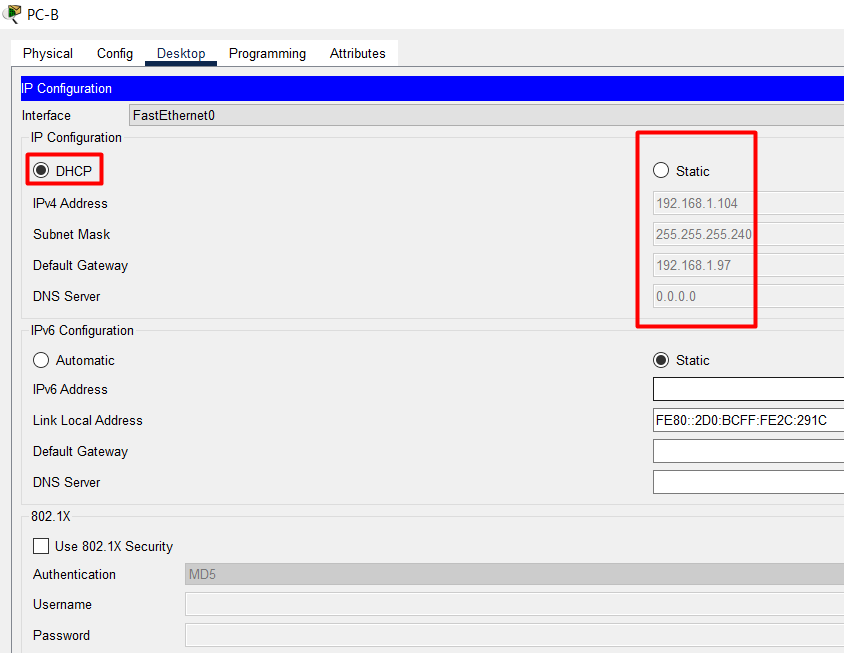 PC-B
Physical Config Desktop Programming Attributes
IP Configuration
Interface FastEthernet0
IP Configuration
DHCP Static
IPv4 Address 192.168.1.104
Subnet Mask 255.255.255.240
Default Gateway 192.168.1.97
DNS Server 0.0.0.0
IPv6 Configuration
Automatic Static
IPv6 Address
Link Local Address FE80::2D0:BCFF:FE2C:291C
Default Gateway
DNS Server
802.1X
Use 802.1X Security
Authentication MD5
Username
Password